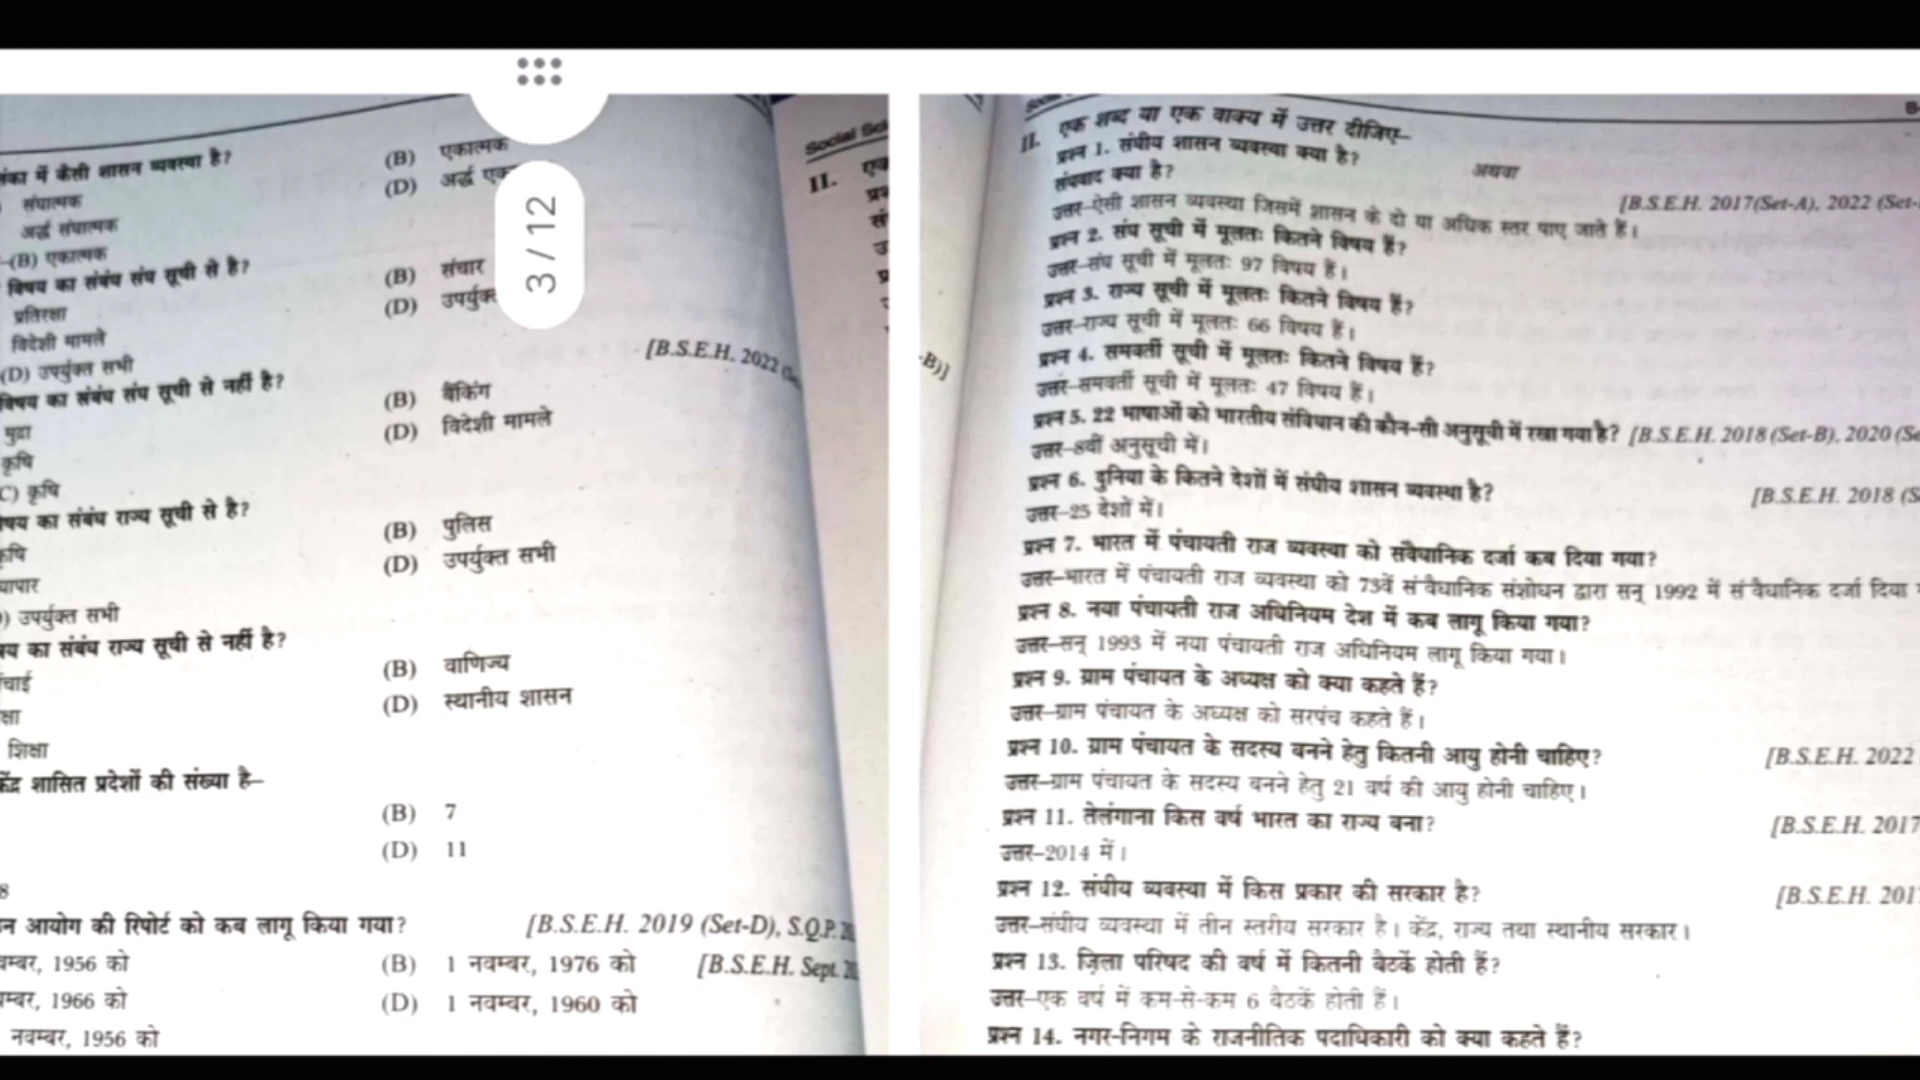 3/12
संका में कैसी शासन व्यवस्था है?
संघात्मक
(B) एकात्मक
अर्द्ध संघात्मक
(D) अर्द्ध
(B) एकात्मक
विषय का संबंध संघ सूची से है?
प्रतिरक्षा
(B) संचार
विदेशी मामले
(D)
(D) उपर्युक्त सभी
[B.S.E.H. 2022
विषय का संबंध संघ सूची से नहीं है?
मुद्रा
(B) बैंकिंग
कृषि
(D) विदेशी मामले
C) कृषि
का संबंध राज्य सूची से है?
(B) पुलिस
(D) उपर्युक्त सभी
) उपर्युक्त सभी
का संबंध राज्य सूची से नहीं है?
(B) वाणिज्य
(D) स्थानीय शासन
शिक्षा
केंद्र शासित प्रदेशों की संख्या है–
(B) 7
(D) 11
8
आयोग की रिपोर्ट को कब लागू किया गया?
[B.S.E.H. 2019 (Set-D), S.Q.P.
1956 को
(B) 1 नवम्बर, 1976 को
[B.S.E.H. Sept.
1966 को
(D) 1 नवम्बर, 1960 को
नवम्बर, 1956 को
Social
II.
-B)]
II. एक शब्द या एक वाक्य में उत्तर दीजिए–
प्रश्न 1. संघीय शासन व्यवस्था क्या है?
अथवा
संघवाद क्या है?
[B.S.E.H. 2017(Set-A), 2022 (Set-
उत्तर–ऐसी शासन व्यवस्था जिसमें शासन के दो या अधिक स्तर पाए जाते हैं।
प्रश्न 2. संघ सूची में मूलतः कितने विषय हैं?
उत्तर–संघ सूची में मूलतः 97 विषय हैं।
प्रश्न 3. राज्य सूची में मूलतः कितने विषय हैं?
उत्तर–राज्य सूची में मूलतः 66 विषय हैं।
प्रश्न 4. समवर्ती सूची में मूलतः कितने विषय हैं?
उत्तर–समवर्ती सूची में मूलतः 47 विषय हैं।
प्रश्न 5. 22 भाषाओं को भारतीय संविधान की कौन-सी अनुसूची में रखा गया है? [B.S.E.H. 2018 (Set-B), 2020 (Se
उत्तर–8वीं अनुसूची में।
प्रश्न 6. दुनिया के कितने देशों में संघीय शासन व्यवस्था है?
[B.S.E.H. 2018 (S
उत्तर–25 देशों में।
प्रश्न 7. भारत में पंचायती राज व्यवस्था को संवैधानिक दर्जा कब दिया गया?
उत्तर–भारत में पंचायती राज व्यवस्था को 73वें संवैधानिक संशोधन द्वारा सन् 1992 में संवैधानिक दर्जा दिया
प्रश्न 8. नया पंचायती राज अधिनियम देश में कब लागू किया गया?
उत्तर–सन् 1993 में नया पंचायती राज अधिनियम लागू किया गया।
प्रश्न 9. ग्राम पंचायत के अध्यक्ष को क्या कहते हैं?
उत्तर–ग्राम पंचायत के अध्यक्ष को सरपंच कहते हैं।
प्रश्न 10. ग्राम पंचायत के सदस्य बनने हेतु कितनी आयु होनी चाहिए?
[B.S.E.H. 2022
उत्तर–ग्राम पंचायत के सदस्य बनने हेतु 21 वर्ष की आयु होनी चाहिए।
प्रश्न 11. तेलंगाना किस वर्ष भारत का राज्य बना?
[B.S.E.H. 2017
उत्तर–2014 में।
प्रश्न 12. संघीय व्यवस्था में किस प्रकार की सरकार है?
[B.S.E.H. 201
उत्तर–संघीय व्यवस्था में तीन स्तरीय सरकार है। केंद्र, राज्य तथा स्थानीय सरकार।
प्रश्न 13. ज़िला परिषद की वर्ष में कितनी बैठकें होती हैं?
उत्तर–एक वर्ष में कम-से-कम 6 बैठकें होती हैं।
प्रश्न 14. नगर-निगम के राजनीतिक पदाधिकारी को क्या कहते हैं?